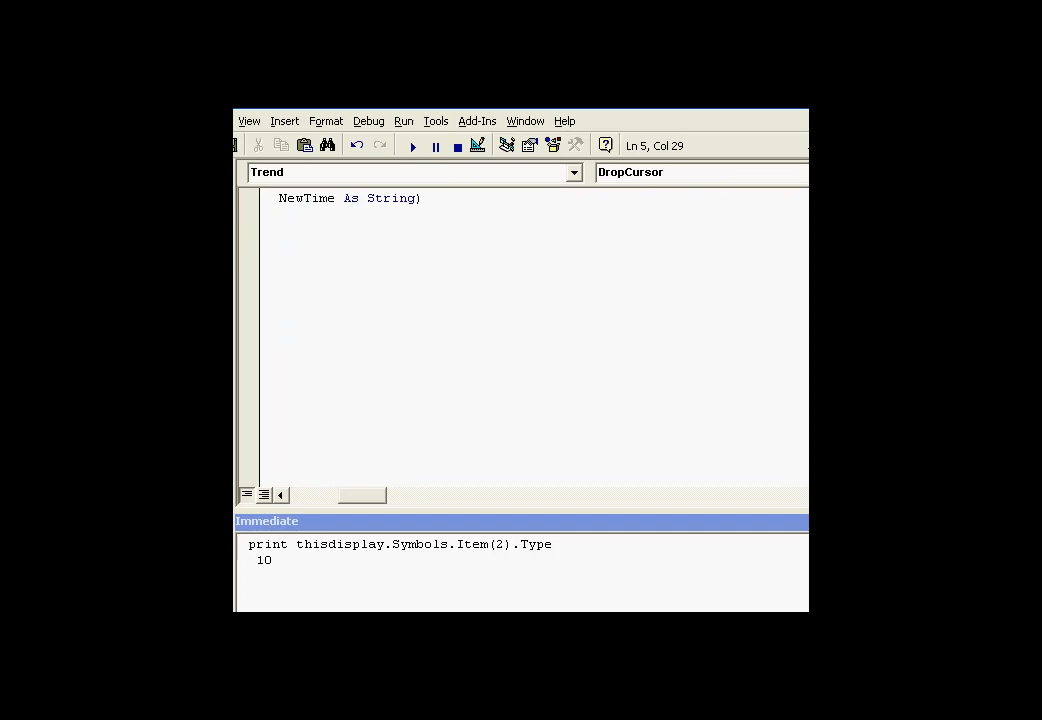 View Insert Format Debug Run Tools Add-Ins Window Help
Ln 5, Col 29
Trend DropCursor
NewTime As String)
Immediate
print thisdisplay.Symbols.Item(2).Type
10